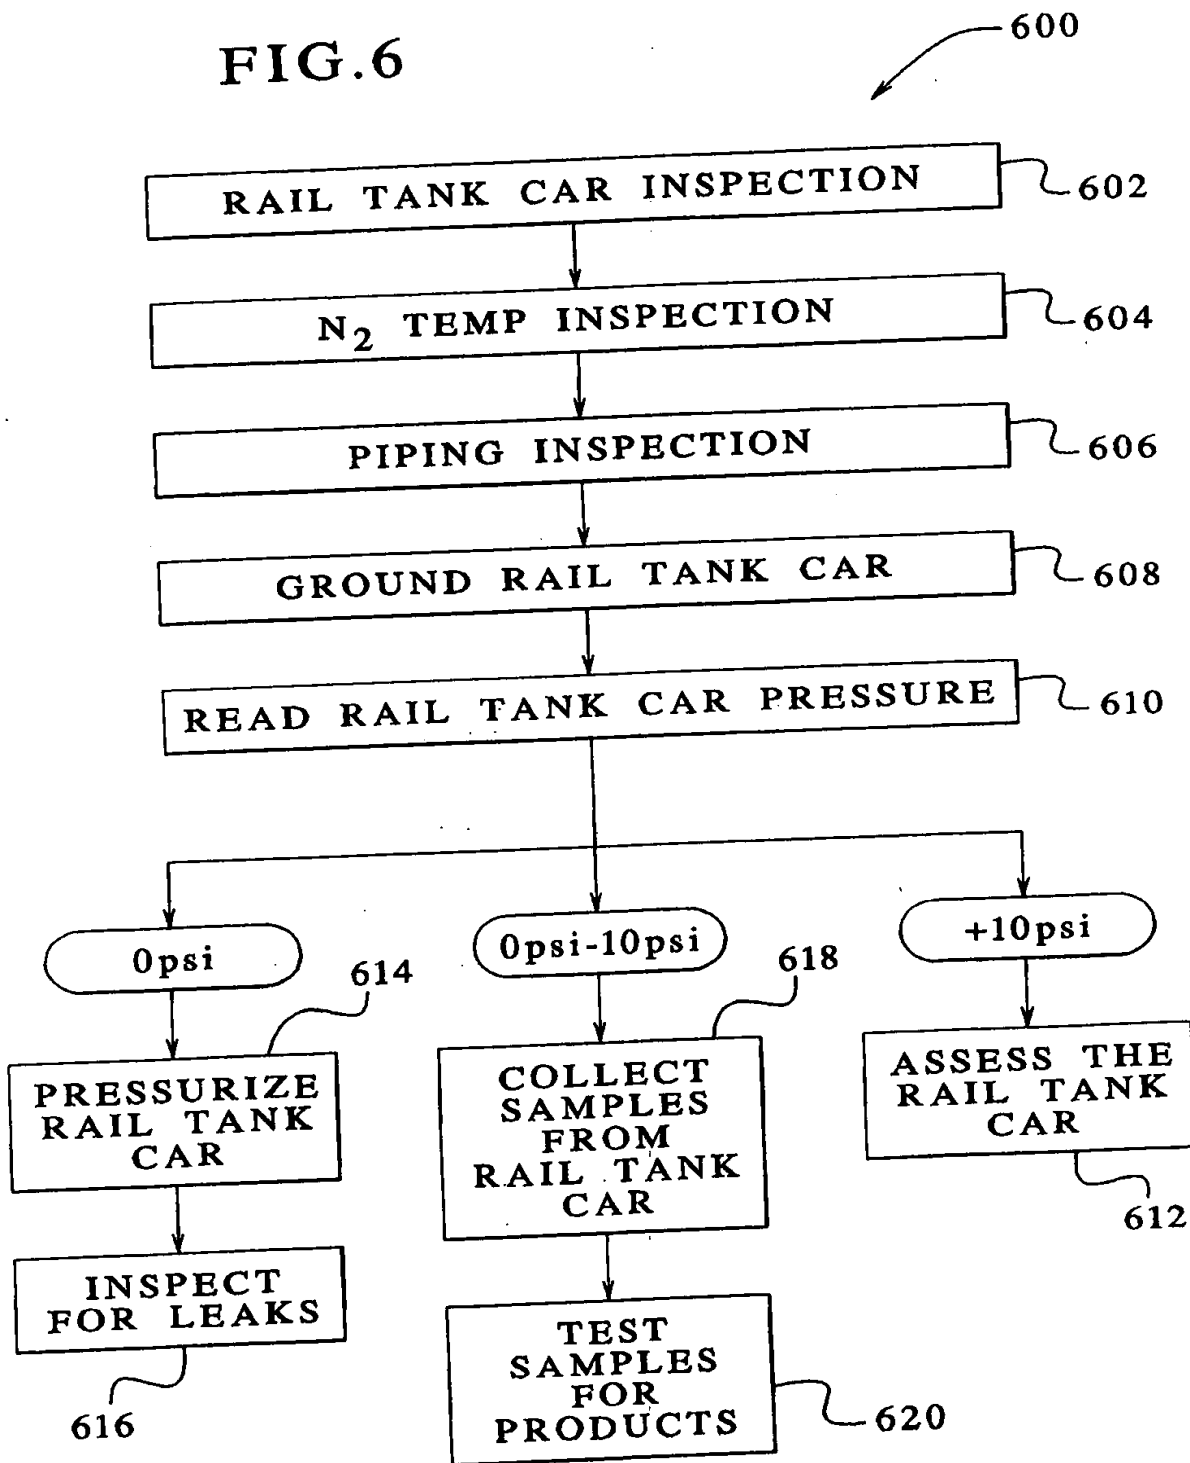 FIG.6
600
RAIL TANK CAR INSPECTION
602
N2 TEMP INSPECTION
604
PIPING INSPECTION
606
GROUND RAIL TANK CAR
608
READ RAIL TANK CAR PRESSURE
610
0psi
0psi-10psi
+10psi
614
618
PRESSURIZE
RAIL TANK
CAR
COLLECT
SAMPLES
FROM
RAIL TANK
CAR
ASSESS THE
RAIL TANK
CAR
612
INSPECT
FOR LEAKS
616
TEST
SAMPLES
FOR
PRODUCTS
620